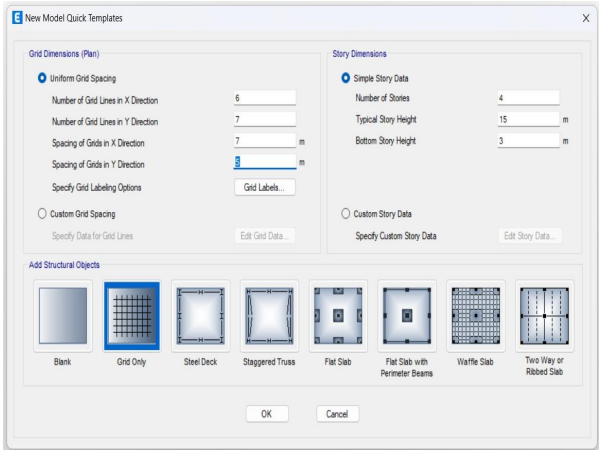 E New Model Quick Templates X
Grid Dimensions (Plan)
Uniform Grid Spacing
Number of Grid Lines in X Direction 6
Number of Grid Lines in Y Direction 7
Spacing of Grids in X Direction 7 m
Spacing of Grids in Y Direction 5 m
Specify Grid Labeling Options Grid Labels...
Custom Grid Spacing
Specify Data for Grid Lines Edit Grid Data...
Story Dimensions
Simple Story Data
Number of Stories 4
Typical Story Height 15 m
Bottom Story Height 3 m
Custom Story Data
Specify Custom Story Data Edit Story Data...
Add Structural Objects
Blank
Grid Only
Steel Deck
Staggered Truss
Flat Slab
Flat Slab with
Perimeter Beams
Waffle Slab
Two Way or
Ribbed Slab
OK Cancel